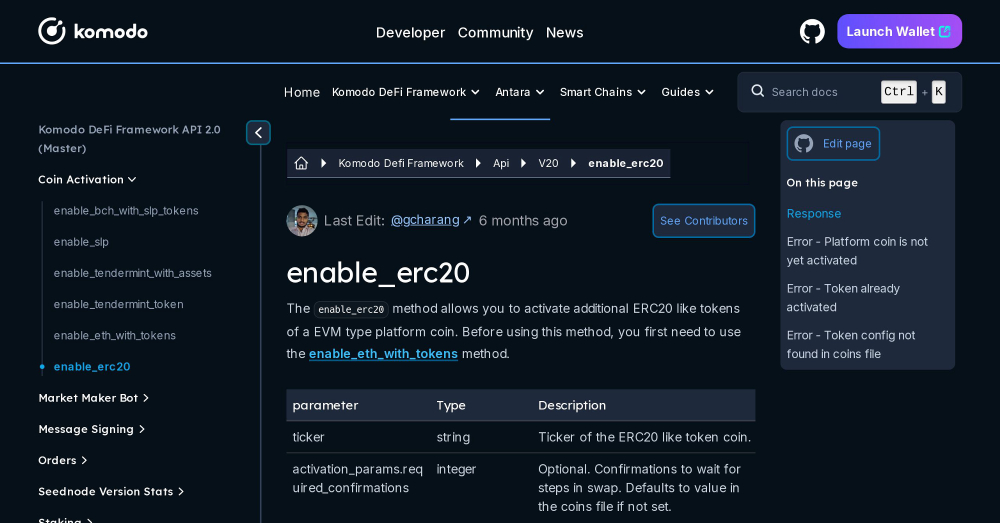 komodo
Developer Community News
Launch Wallet
Home Komodo DeFi Framework Antara Smart Chains Guides
Search docs Ctrl + K
Komodo DeFi Framework API 2.0
(Master)
Coin Activation
enable_bch_with_slp_tokens
enable_slp
enable_tendermint_with_assets
enable_tendermint_token
enable_eth_with_tokens
enable_erc20
Market Maker Bot
Message Signing
Orders
Seednode Version Stats
Staking
Komodo Defi Framework Api V20 enable_erc20
Last Edit: @gcharang ↗ 6 months ago
See Contributors
enable_erc20
The enable_erc20 method allows you to activate additional ERC20 like tokens
of a EVM type platform coin. Before using this method, you first need to use
the enable_eth_with_tokens method.
parameter Type Description
ticker string Ticker of the ERC20 like token coin.
activation_params.req integer Optional. Confirmations to wait for
uired_confirmations steps in swap. Defaults to value in
the coins file if not set.
Edit page
On this page
Response
Error - Platform coin is not
yet activated
Error - Token already
activated
Error - Token config not
found in coins file